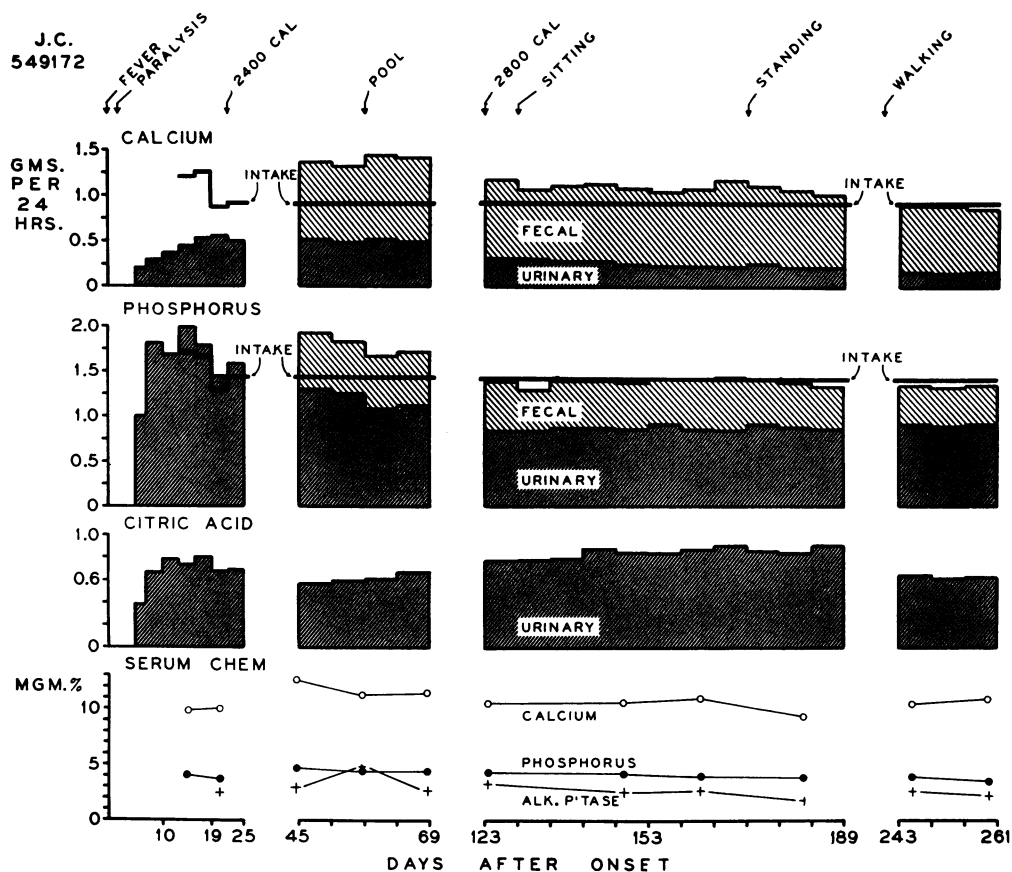 J.C.
549172
FEVER
PARALYSIS
2400 CAL
POOL
2800 CAL
SITTING
STANDING
WALKING
CALCIUM
GMS.
PER
24
HRS.
1.5
1.0
0.5
0
INTAKE
INTAKE
FECAL
URINARY
PHOSPHORUS
2.0
1.5
1.0
0.5
0
INTAKE
INTAKE
FECAL
URINARY
CITRIC ACID
1.0
0.6
0
URINARY
SERUM CHEM
MGM.%
10
5
0
CALCIUM
PHOSPHORUS
ALK. P'TASE
10 19 25 45 69 123 153 189 243 261
DAYS AFTER ONSET